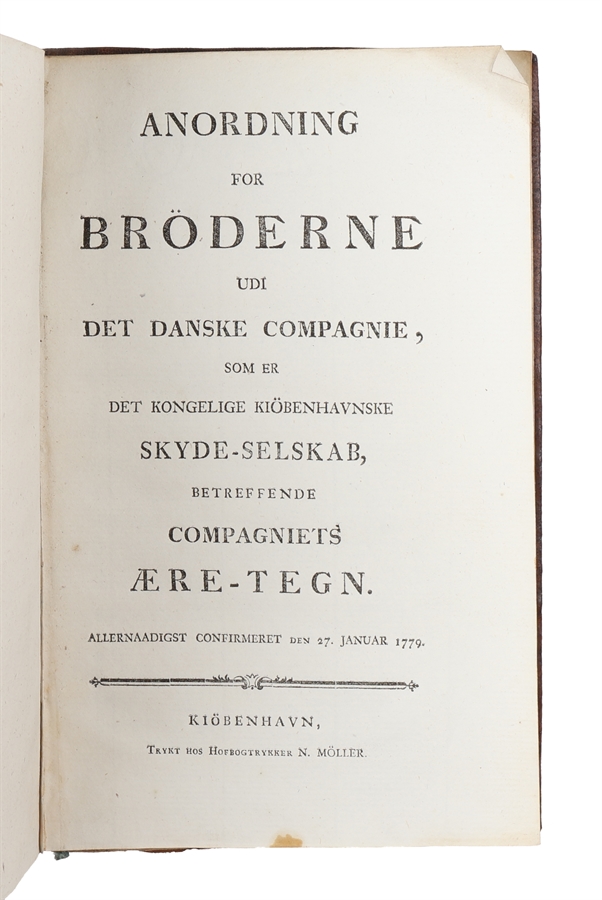 ANORDNING
FOR
BRÖDERNE
UDI
DET DANSKE COMPAGNIE,
SOM ER
DET KONGELIGE KIÖBENHAVNSKE
SKYDE-SELSKAB,
BETREFFENDE
COMPAGNIETS
ÆRE-TEGN.
ALLERNAADIGST CONFIRMERET DEN 27. JANUAR 1779.
KIÖBENHAVN,
TRYKT HOS HOFBOGTRYKKER N. MÖLLER.